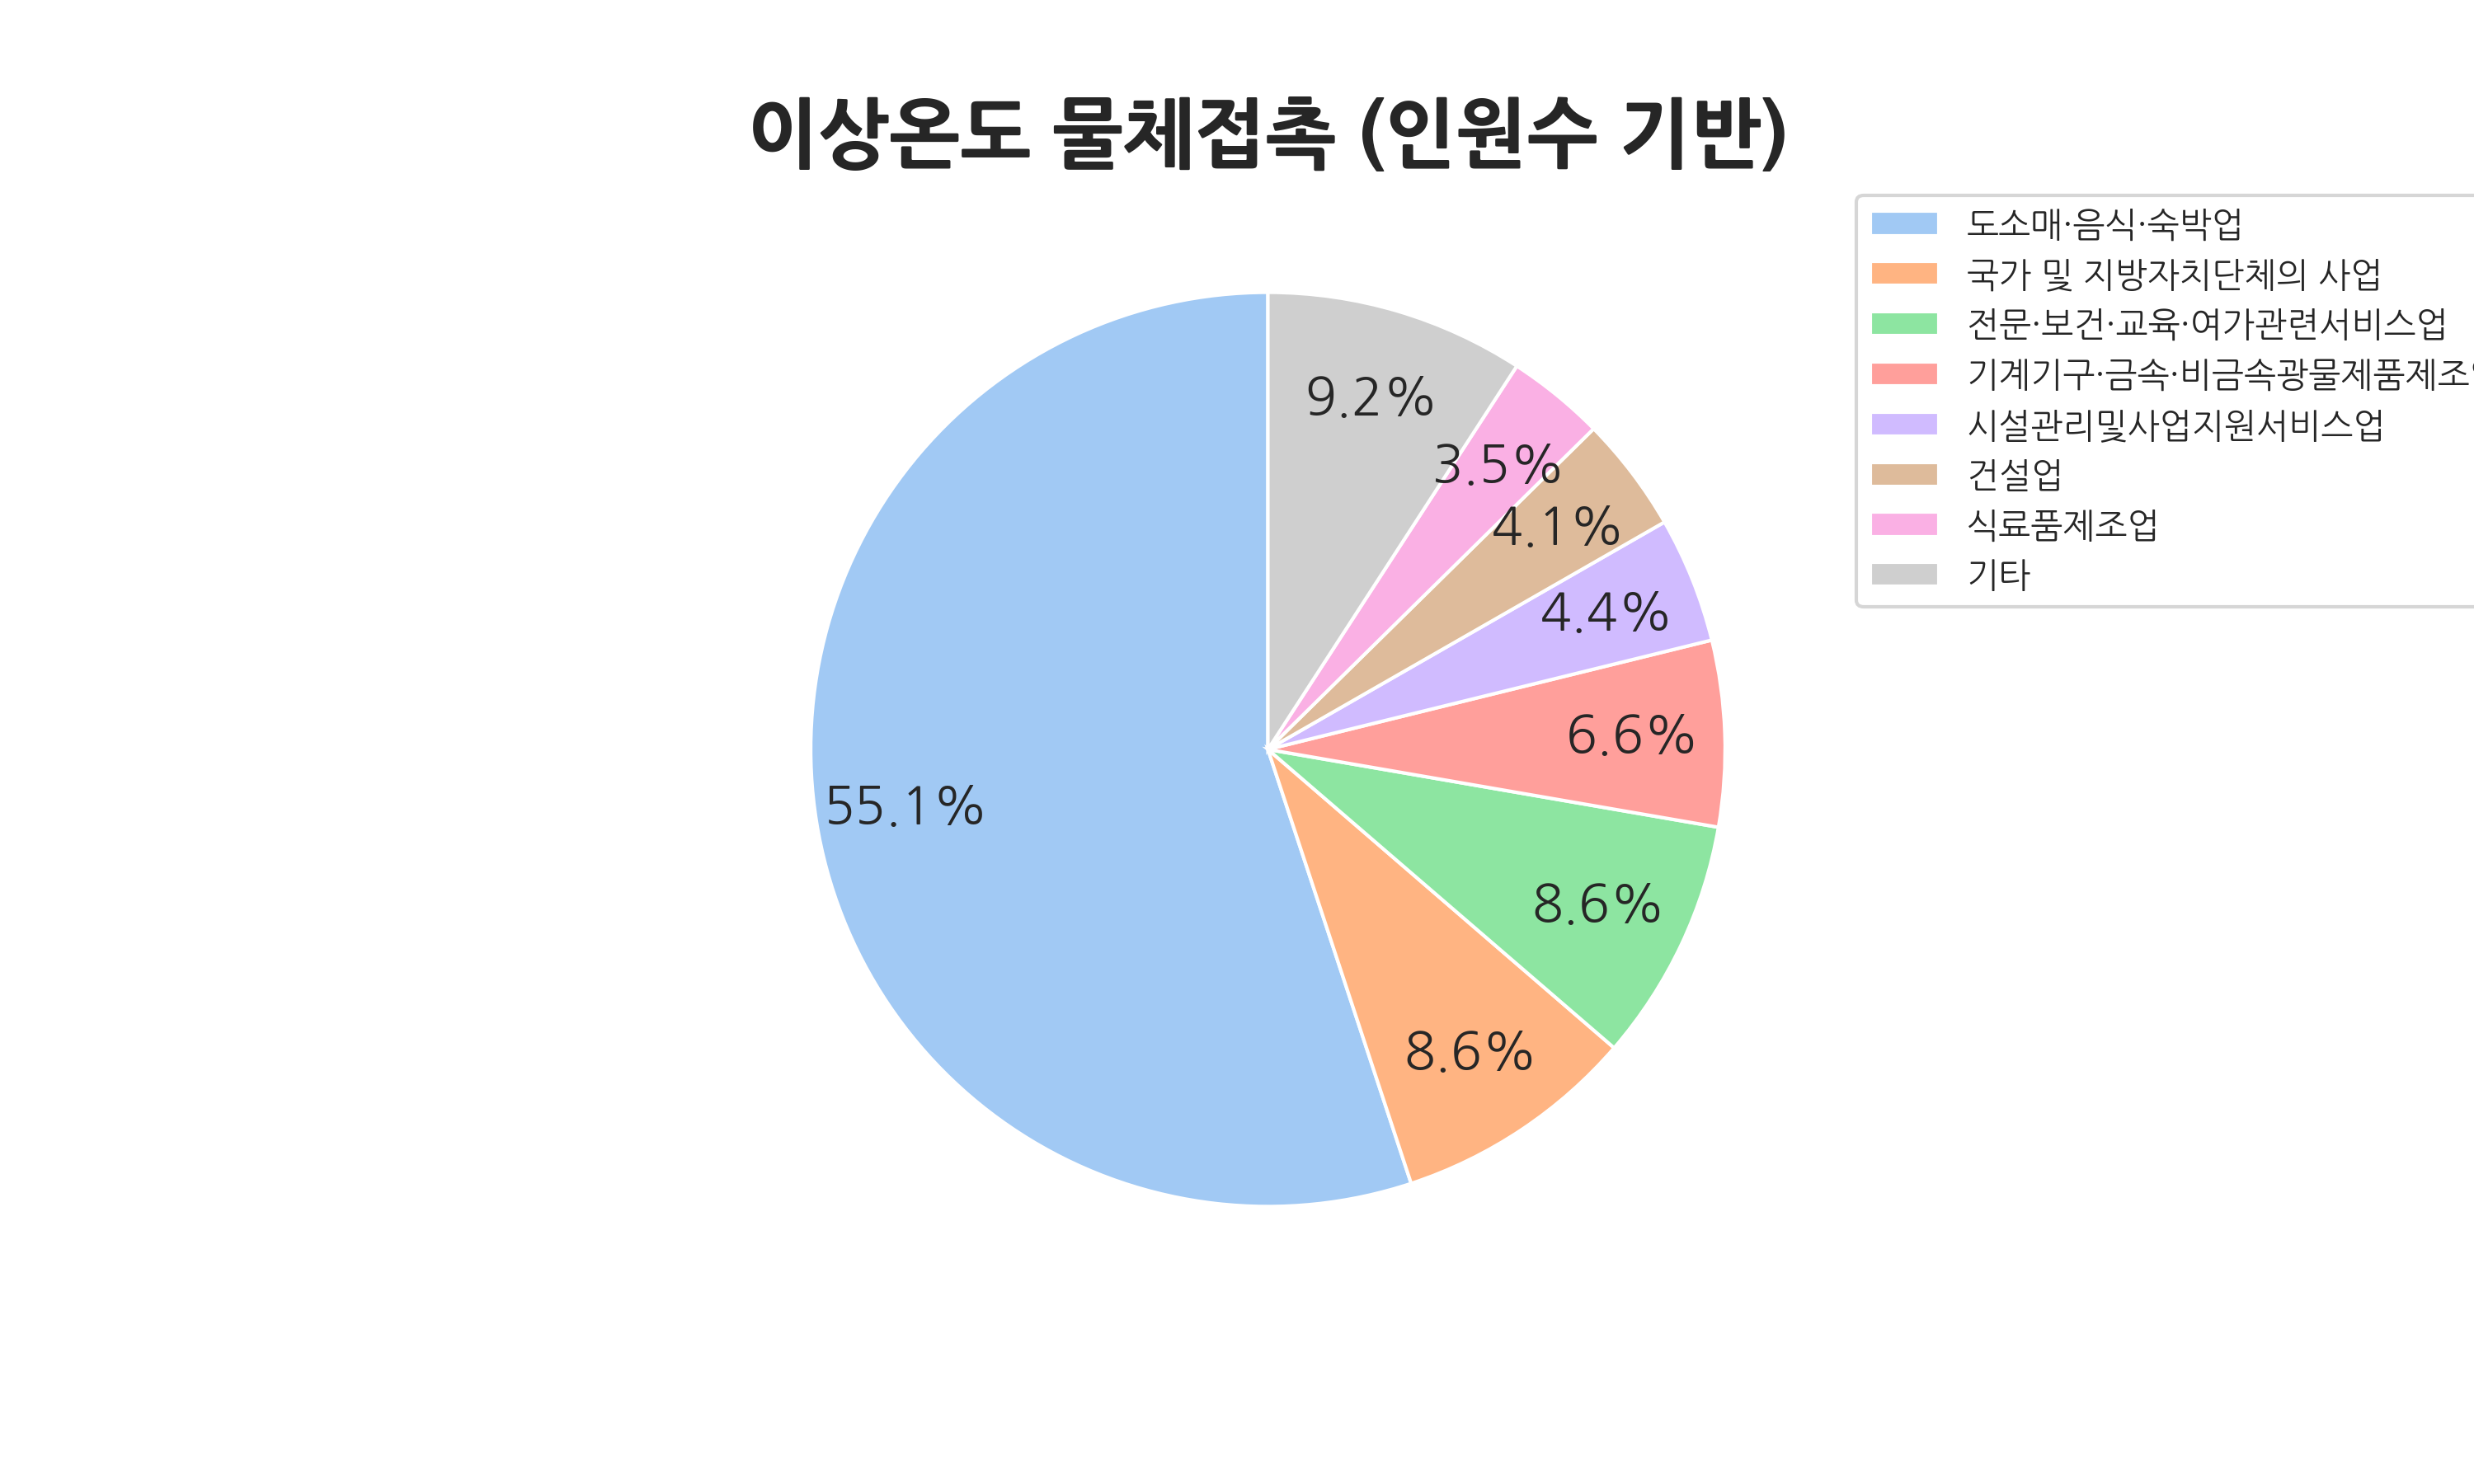 이상온도 물체접촉 (인원수 기반)
도소매·음식·숙박업
국가 및 지방자치단체의 사업
전문·보건·교육·여가관련서비스업
기계기구·금속·비금속광물제품제조
시설관리및사업지원서비스업
건설업
식료품제조업
기타
9.2%
3.5%
4.1%
4.4%
6.6%
55.1%
8.6%
8.6%